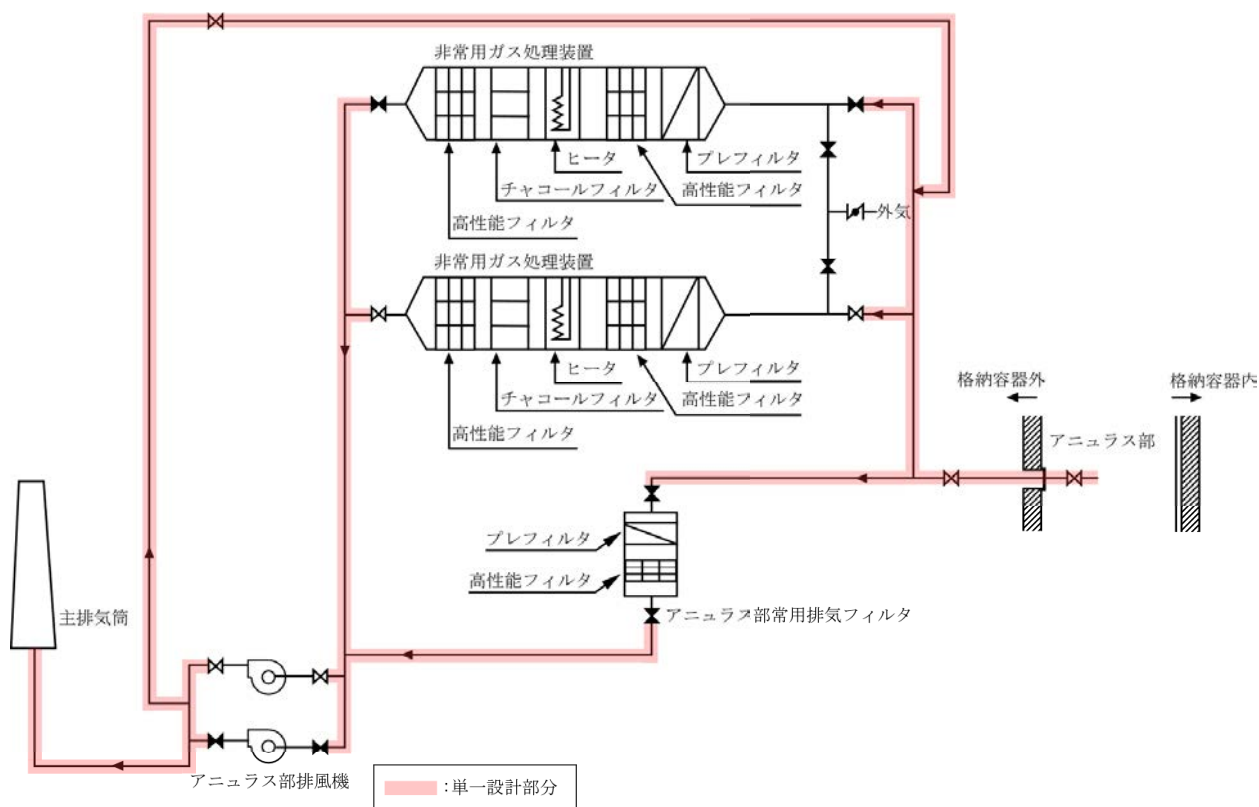 非常用ガス処理装置
ヒータ
プレフィルタ
チャコールフィルタ
高性能フィルタ
高性能フィルタ
外気
非常用ガス処理装置
ヒータ
プレフィルタ
チャコールフィルタ
高性能フィルタ
高性能フィルタ
格納容器外
格納容器内
アニュラス部
プレフィルタ
高性能フィルタ
アニュラス部常用排気フィルタ
主排気筒
アニュラス部排風機
:単一設計部分